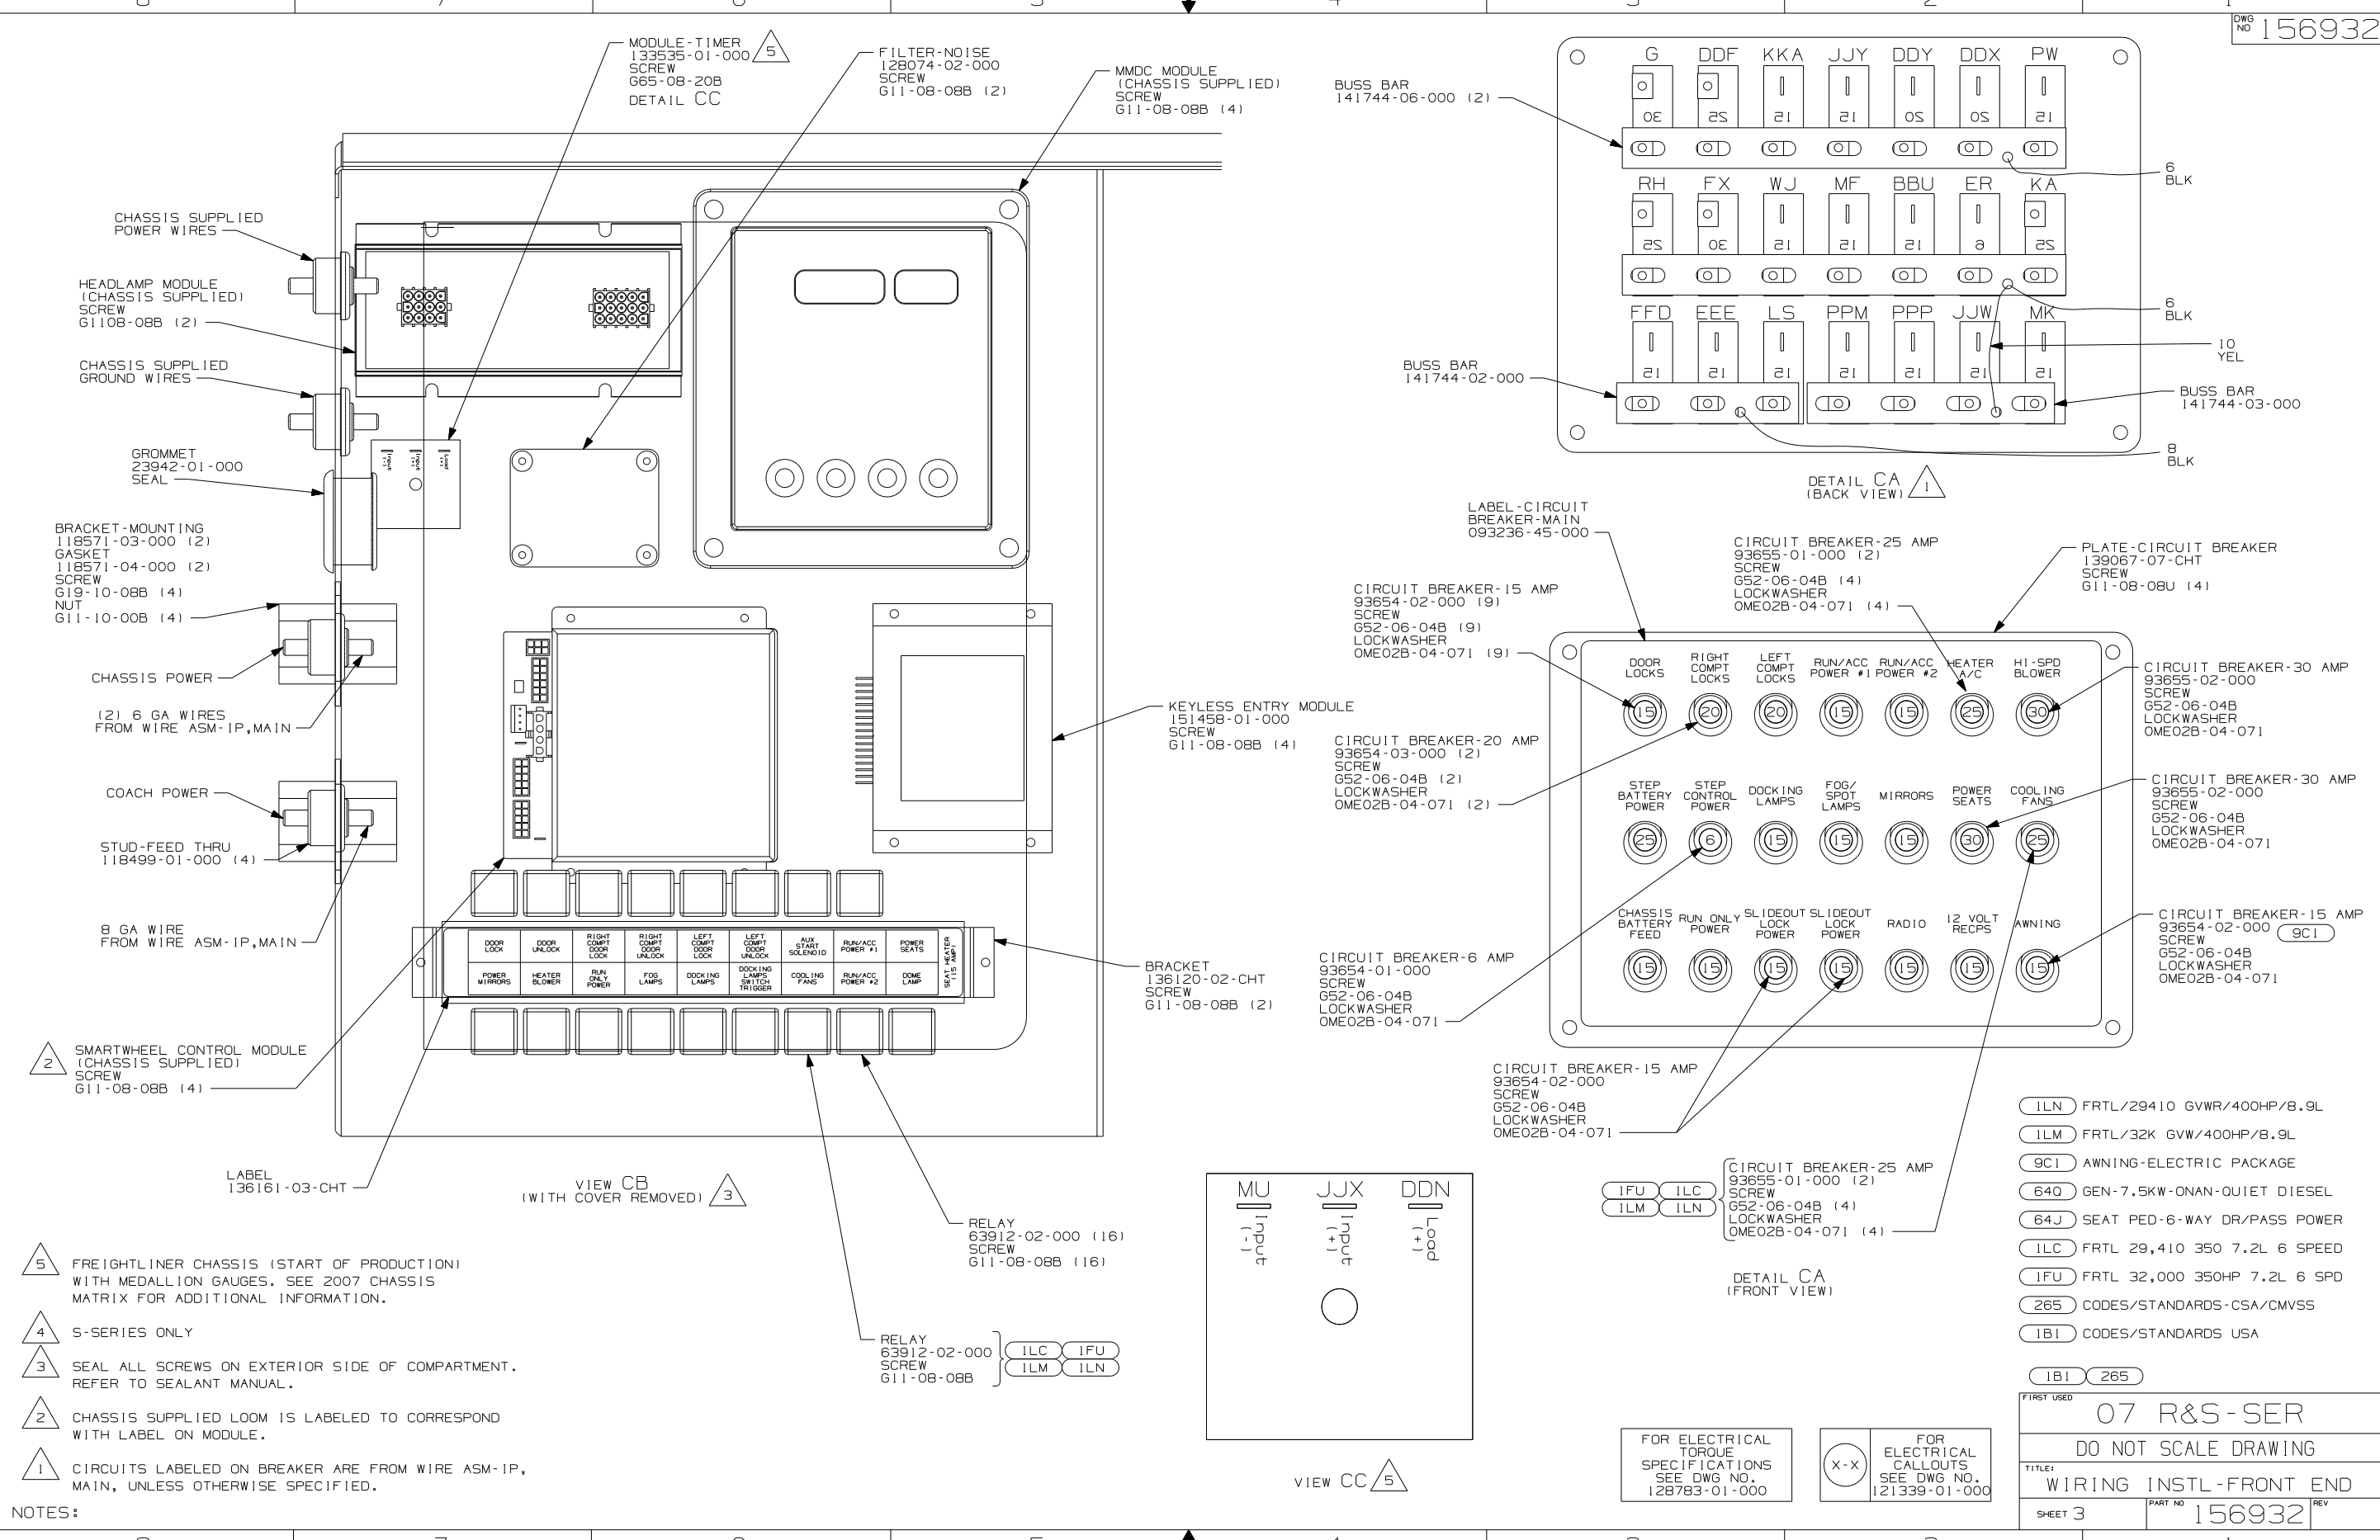 DWG NO 156932
MODULE-TIMER
133535-01-000 5
SCREW
G65-08-20B
DETAIL CC
FILTER-NOISE
128074-02-000
SCREW
G11-08-08B (2)
MMDC MODULE
(CHASSIS SUPPLIED)
SCREW
G11-08-08B (4)
CHASSIS SUPPLIED
POWER WIRES
HEADLAMP MODULE
(CHASSIS SUPPLIED)
SCREW
G1108-08B (2)
CHASSIS SUPPLIED
GROUND WIRES
GROMMET
23942-01-000
SEAL
Input (-)
Input (+)
Load (+)
BRACKET-MOUNTING
118571-03-000 (2)
GASKET
118571-04-000 (2)
SCREW
G19-10-08B (4)
NUT
G11-10-00B (4)
CHASSIS POWER
(2) 6 GA WIRES
FROM WIRE ASM-IP,MAIN
COACH POWER
STUD-FEED THRU
118499-01-000 (4)
8 GA WIRE
FROM WIRE ASM-IP,MAIN
2
SMARTWHEEL CONTROL MODULE
(CHASSIS SUPPLIED)
SCREW
G11-08-08B (4)
KEYLESS ENTRY MODULE
151458-01-000
SCREW
G11-08-08B (4)
DOOR LOCK
DOOR UNLOCK
RIGHT COMPT DOOR LOCK
RIGHT COMPT DOOR UNLOCK
LEFT COMPT DOOR LOCK
LEFT COMPT DOOR UNLOCK
AUX START SOLENOID
RUN/ACC POWER #1
POWER SEATS
SEAT HEATER (15 AMP)
POWER MIRRORS
HEATER BLOWER
RUN ONLY POWER
FOG LAMPS
DOCKING LAMPS
DOCKING LAMPS SWITCH TRIGGER
COOLING FANS
RUN/ACC POWER #2
DOME LAMP
BRACKET
136120-02-CHT
SCREW
G11-08-08B (2)
LABEL
136161-03-CHT
VIEW CB
(WITH COVER REMOVED) 3
RELAY
63912-02-000 (16)
SCREW
G11-08-08B (16)
RELAY
63912-02-000
SCREW
G11-08-08B
1LC 1FU
1LM 1LN
BUSS BAR
141744-06-000 (2)
G DDF KKA JJY DDY DDX PW
30 25 15 15 20 20 15
6
BLK
RH FX WJ MF BBU ER KA
25 30 15 15 15 6 25
6
BLK
FFD EEE LS PPM PPP JJW MK
15 15 15 15 15 15 15
10
YEL
BUSS BAR
141744-02-000
BUSS BAR
141744-03-000
8
BLK
DETAIL CA
(BACK VIEW) 1
LABEL-CIRCUIT
BREAKER-MAIN
093236-45-000
CIRCUIT BREAKER-25 AMP
93655-01-000 (2)
SCREW
G52-06-04B (4)
LOCKWASHER
OME02B-04-071 (4)
PLATE-CIRCUIT BREAKER
139067-07-CHT
SCREW
G11-08-08U (4)
CIRCUIT BREAKER-15 AMP
93654-02-000 (9)
SCREW
G52-06-04B (9)
LOCKWASHER
OME02B-04-071 (9)
DOOR LOCKS
RIGHT COMPT LOCKS
LEFT COMPT LOCKS
RUN/ACC POWER #1
RUN/ACC POWER #2
HEATER A/C
HI-SPD BLOWER
15 20 20 15 15 25 30
CIRCUIT BREAKER-30 AMP
93655-02-000
SCREW
G52-06-04B
LOCKWASHER
OME02B-04-071
CIRCUIT BREAKER-20 AMP
93654-03-000 (2)
SCREW
G52-06-04B (2)
LOCKWASHER
OME02B-04-071 (2)
STEP BATTERY POWER
STEP CONTROL POWER
DOCKING LAMPS
FOG/ SPOT LAMPS
MIRRORS
POWER SEATS
COOLING FANS
25 6 15 15 15 30 25
CIRCUIT BREAKER-30 AMP
93655-02-000
SCREW
G52-06-04B
LOCKWASHER
OME02B-04-071
CHASSIS BATTERY FEED
RUN ONLY POWER
SLIDEOUT LOCK POWER
SLIDEOUT LOCK POWER
RADIO
12 VOLT RECPS
AWNING
15 15 15 15 15 15 15
CIRCUIT BREAKER-15 AMP
93654-02-000 9C1
SCREW
G52-06-04B
LOCKWASHER
OME02B-04-071
CIRCUIT BREAKER-6 AMP
93654-01-000
SCREW
G52-06-04B
LOCKWASHER
OME02B-04-071
CIRCUIT BREAKER-15 AMP
93654-02-000
SCREW
G52-06-04B
LOCKWASHER
OME02B-04-071
1FU 1LC
1LM 1LN
CIRCUIT BREAKER-25 AMP
93655-01-000 (2)
SCREW
G52-06-04B (4)
LOCKWASHER
OME02B-04-071 (4)
DETAIL CA
(FRONT VIEW)
1LN FRTL/29410 GVWR/400HP/8.9L
1LM FRTL/32K GVW/400HP/8.9L
9C1 AWNING-ELECTRIC PACKAGE
64Q GEN-7.5KW-ONAN-QUIET DIESEL
64J SEAT PED-6-WAY DR/PASS POWER
1LC FRTL 29,410 350 7.2L 6 SPEED
1FU FRTL 32,000 350HP 7.2L 6 SPD
265 CODES/STANDARDS-CSA/CMVSS
1B1 CODES/STANDARDS USA
1B1 265
MU JJX DDN
Input (-)
Input (+)
Load (+)
VIEW CC 5
5 FREIGHTLINER CHASSIS (START OF PRODUCTION)
WITH MEDALLION GAUGES. SEE 2007 CHASSIS
MATRIX FOR ADDITIONAL INFORMATION.
4 S-SERIES ONLY
3 SEAL ALL SCREWS ON EXTERIOR SIDE OF COMPARTMENT.
REFER TO SEALANT MANUAL.
2 CHASSIS SUPPLIED LOOM IS LABELED TO CORRESPOND
WITH LABEL ON MODULE.
1 CIRCUITS LABELED ON BREAKER ARE FROM WIRE ASM-IP,
MAIN, UNLESS OTHERWISE SPECIFIED.
NOTES:
FOR ELECTRICAL
TORQUE
SPECIFICATIONS
SEE DWG NO.
128783-01-000
X-X
FOR
ELECTRICAL
CALLOUTS
SEE DWG NO.
121339-01-000
FIRST USED
07 R&S-SER
DO NOT SCALE DRAWING
TITLE:
WIRING INSTL-FRONT END
SHEET 3
PART NO 156932
REV